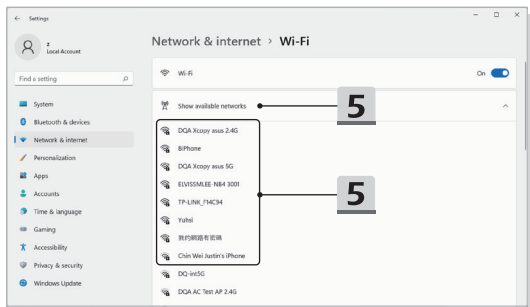 Settings
z
Local Account
Find a setting
System
Bluetooth & devices
Network & internet
Personalization
Apps
Accounts
Time & language
Gaming
Accessibility
Privacy & security
Windows Update
Network & internet > Wi-Fi
Wi-Fi
On
Show available networks
5
DQA Xcopy asus 2.4G
BiPhone
DQA Xcopy asus 5G
ELVISSMLEE-NB4 3001
TP-LINK_F14C94
Yuhsi
我的網路有密碼
Chin Wei Justin's iPhone
5
DQ-int5G
DQA AC Test AP 2.4G